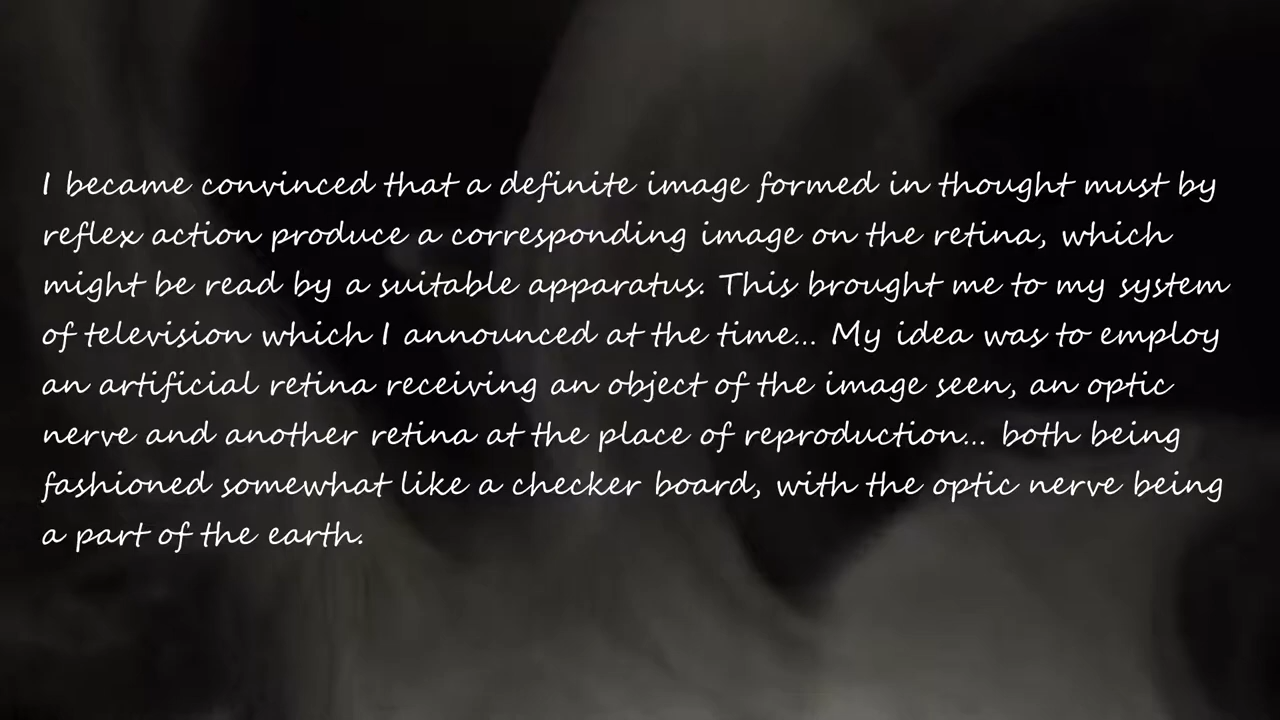 I became convinced that a definite image formed in thought must by
reflex action produce a corresponding image on the retina, which
might be read by a suitable apparatus. This brought me to my system
of television which I announced at the time... My idea was to employ
an artificial retina receiving an object of the image seen, an optic
nerve and another retina at the place of reproduction... both being
fashioned somewhat like a checker board, with the optic nerve being
a part of the earth.